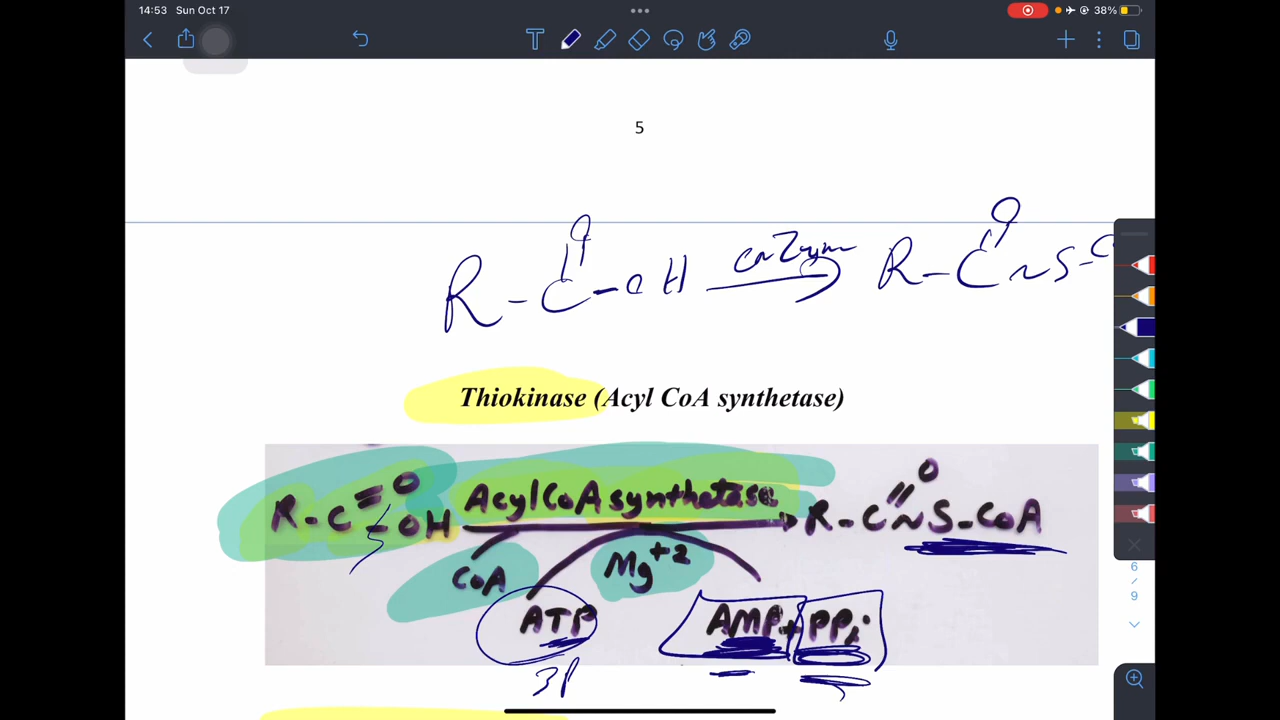 14:53 Sun Oct 17
38%
T
5
R-C-OH enzyme R-C~S-C
O O
Thiokinase (Acyl CoA synthetase)
R-C=O-OH Acyl CoA synthetase R-C~S-CoA
O
CoA Mg+2
ATP AMP+PPi
3P
6
/
9